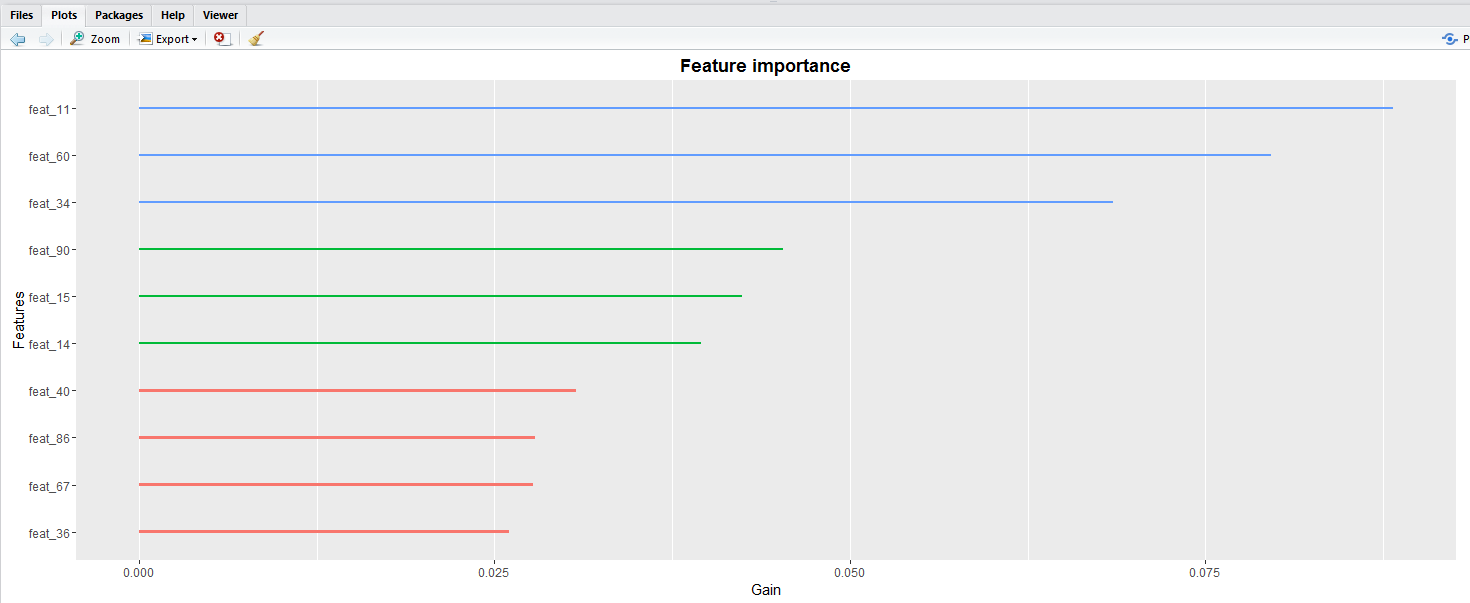 Files Plots Packages Help Viewer
Zoom Export P
Feature importance
feat_11
feat_60
feat_34
feat_90
feat_15
feat_14
feat_40
feat_86
feat_67
feat_36
Features
0.000 0.025 0.050 0.075
Gain